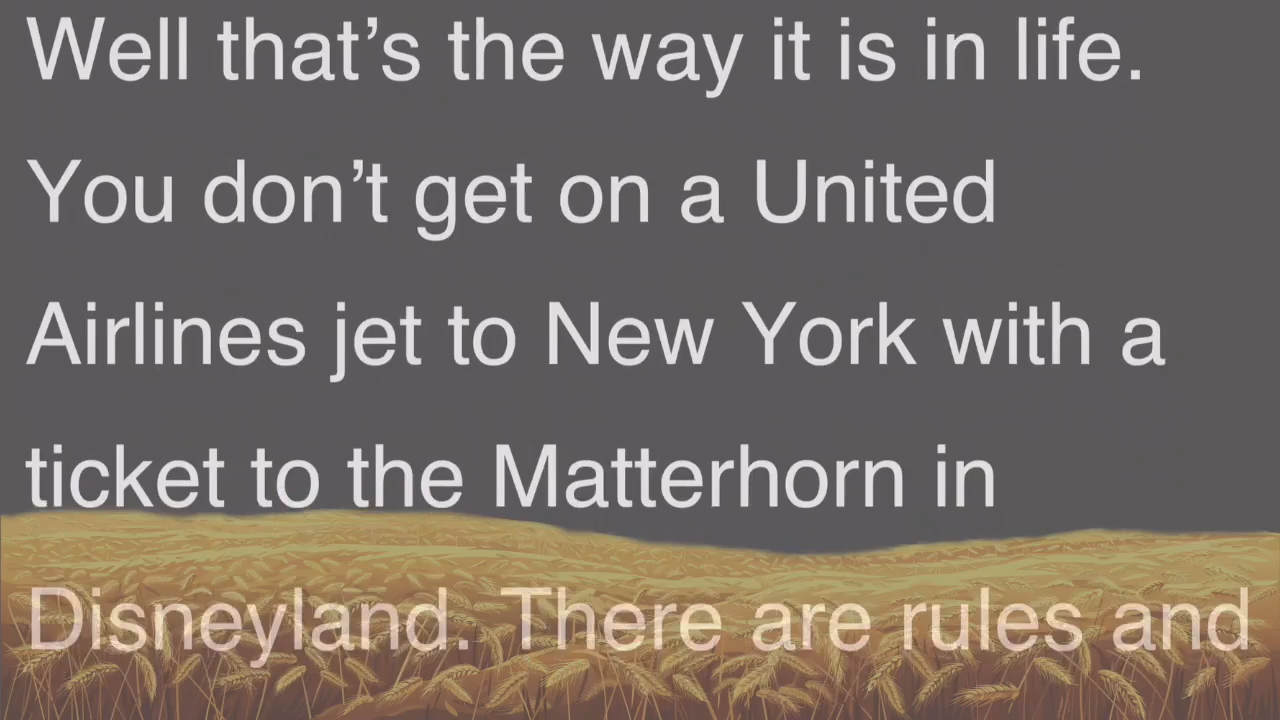 Well that’s the way it is in life.
You don’t get on a United
Airlines jet to New York with a
ticket to the Matterhorn in
Disneyland. There are rules and